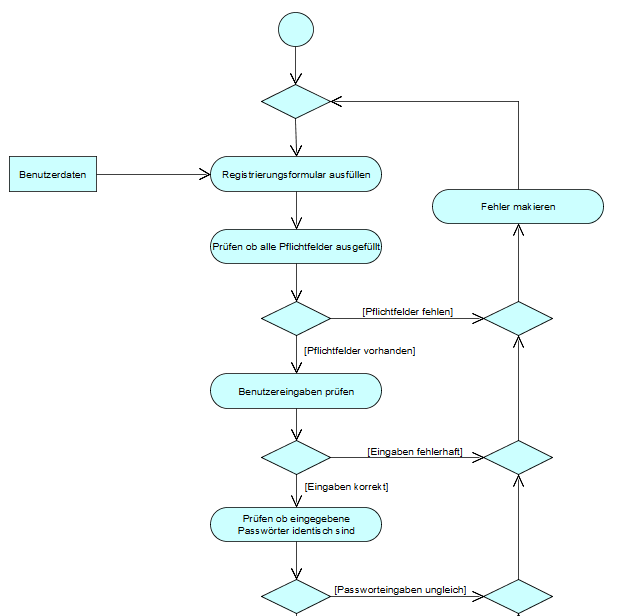 Benutzerdaten
Registrierungsformular ausfüllen
Fehler makieren
Prüfen ob alle Pflichtfelder ausgefüllt
[Pflichtfelder fehlen]
[Pflichtfelder vorhanden]
Benutzereingaben prüfen
[Eingaben fehlerhaft]
[Eingaben korrekt]
Prüfen ob eingegebene
Passwörter identisch sind
[Passworteingaben ungleich]